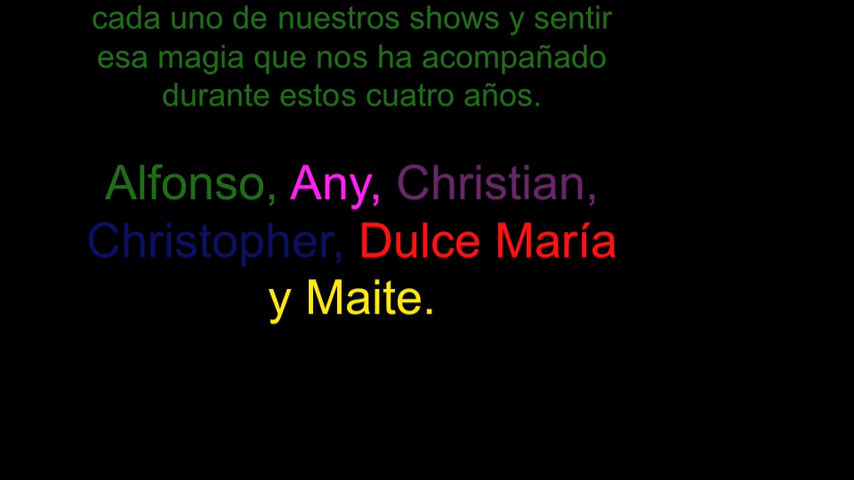 cada uno de nuestros shows y sentir
esa magia que nos ha acompañado
durante estos cuatro años.
Alfonso, Any, Christian,
Christopher, Dulce María
y Maite.